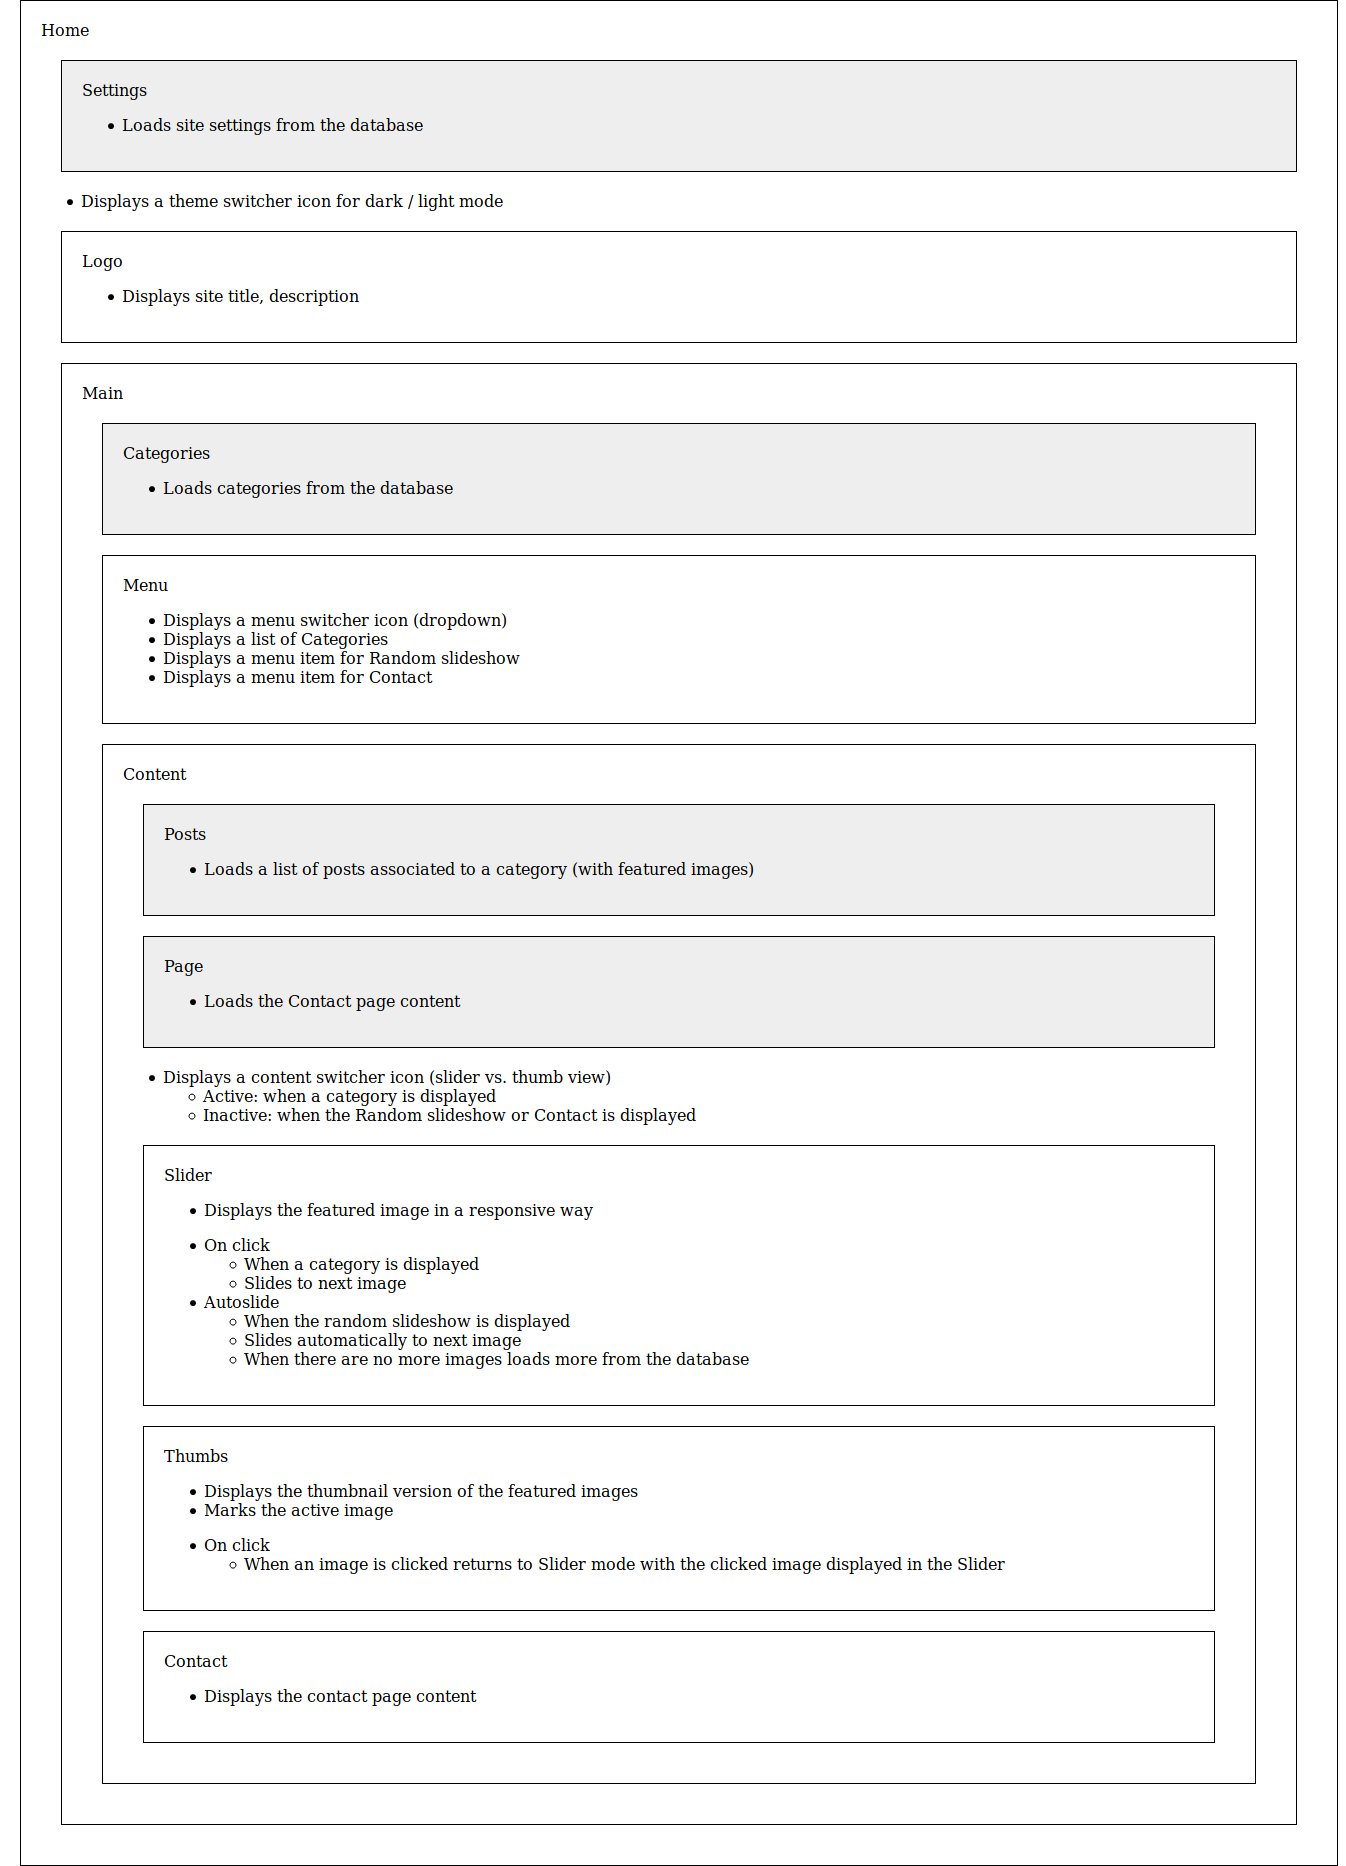 Home
Settings
Loads site settings from the database
Displays a theme switcher icon for dark / light mode
Logo
Displays site title, description
Main
Categories
Loads categories from the database
Menu
Displays a menu switcher icon (dropdown)
Displays a list of Categories
Displays a menu item for Random slideshow
Displays a menu item for Contact
Content
Posts
Loads a list of posts associated to a category (with featured images)
Page
Loads the Contact page content
Displays a content switcher icon (slider vs. thumb view)
Active: when a category is displayed
Inactive: when the Random slideshow or Contact is displayed
Slider
Displays the featured image in a responsive way
On click
When a category is displayed
Slides to next image
Autoslide
When the random slideshow is displayed
Slides automatically to next image
When there are no more images loads more from the database
Thumbs
Displays the thumbnail version of the featured images
Marks the active image
On click
When an image is clicked returns to Slider mode with the clicked image displayed in the Slider
Contact
Displays the contact page content